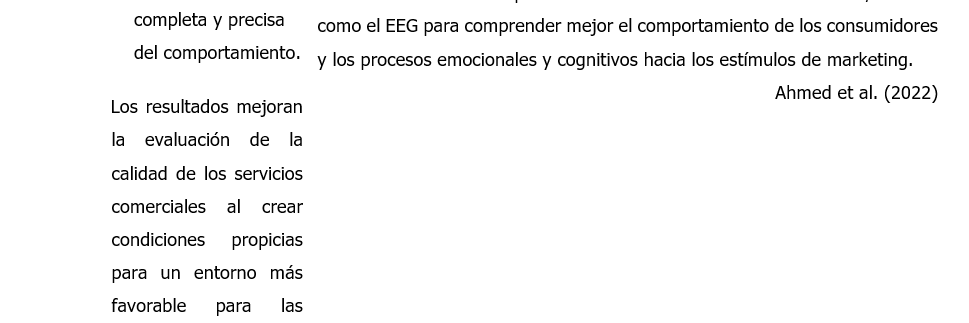 completa y precisa
del comportamiento.
Los resultados mejoran
la evaluación de la
calidad de los servicios
comerciales al crear
condiciones propicias
para un entorno más
favorable para las
como el EEG para comprender mejor el comportamiento de los consumidores
y los procesos emocionales y cognitivos hacia los estímulos de marketing.
Ahmed et al. (2022)